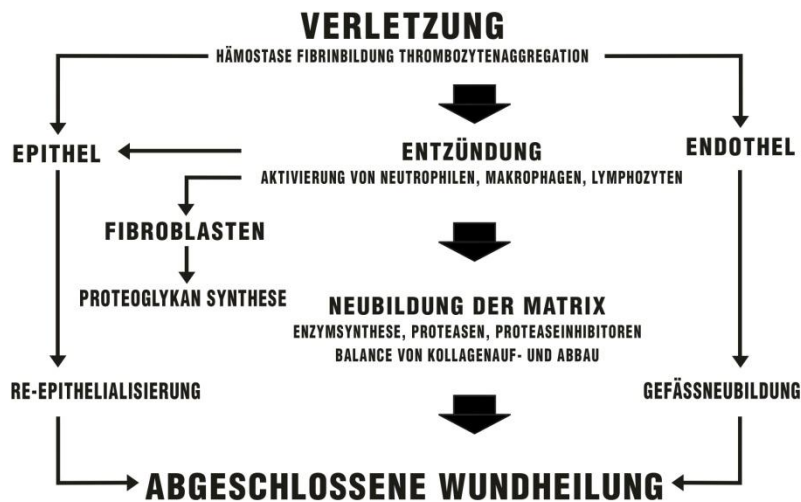 VERLETZUNG
HÄMOSTASE FIBRINBILDUNG THROMBOZYTENAGGREGATION
EPITHEL
ENTZÜNDUNG
ENDOTHEL
AKTIVIERUNG VON NEUTROPHILEN, MAKROPHAGEN, LYMPHOZYTEN
FIBROBLASTEN
PROTEOGLYKAN SYNTHESE
NEUBILDUNG DER MATRIX
ENZYMSYNTHESE, PROTEASEN, PROTEASEINHIBITOREN
BALANCE VON KOLLAGENAUF- UND ABBAU
RE-EPITHELIALISIERUNG
GEFÄSSNEUBILDUNG
ABGESCHLOSSENE WUNDHEILUNG